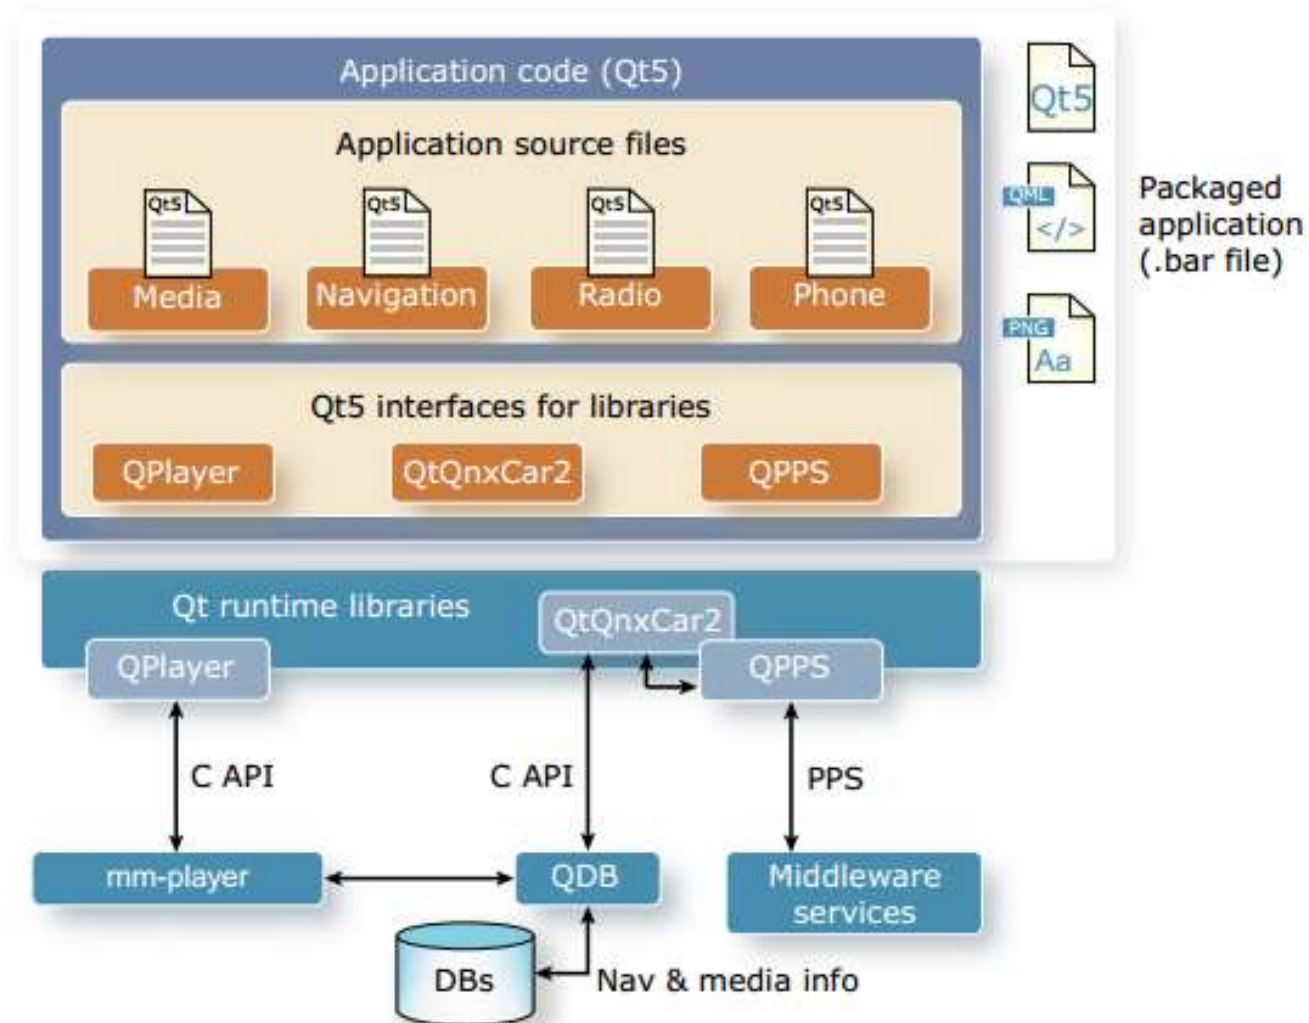 Application code (Qt5)
Qt5
Application source files
Qt5
Qt5
Qt5
Qt5
QML
</>
Packaged
application
(.bar file)
Media
Navigation
Radio
Phone
PNG
Aa
Qt5 interfaces for libraries
QPlayer
QtQnxCar2
QPPS
Qt runtime libraries
QtQnxCar2
QPlayer
QPPS
C API
C API
PPS
mm-player
QDB
Middleware
services
DBs
Nav & media info